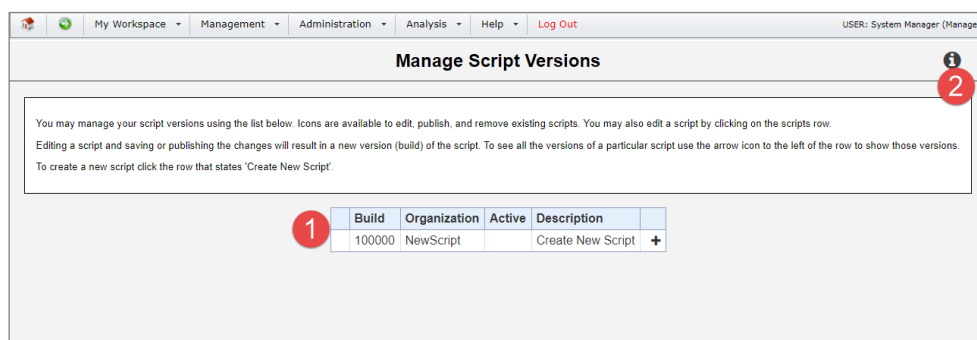 My Workspace Management Administration Analysis Help Log Out USER: System Manager (Manage
Manage Script Versions
2
You may manage your script versions using the list below. Icons are available to edit, publish, and remove existing scripts. You may also edit a script by clicking on the scripts row.
Editing a script and saving or publishing the changes will result in a new version (build) of the script. To see all the versions of a particular script use the arrow icon to the left of the row to show those versions.
To create a new script click the row that states 'Create New Script'.
1
Build Organization Active Description
100000 NewScript Create New Script +